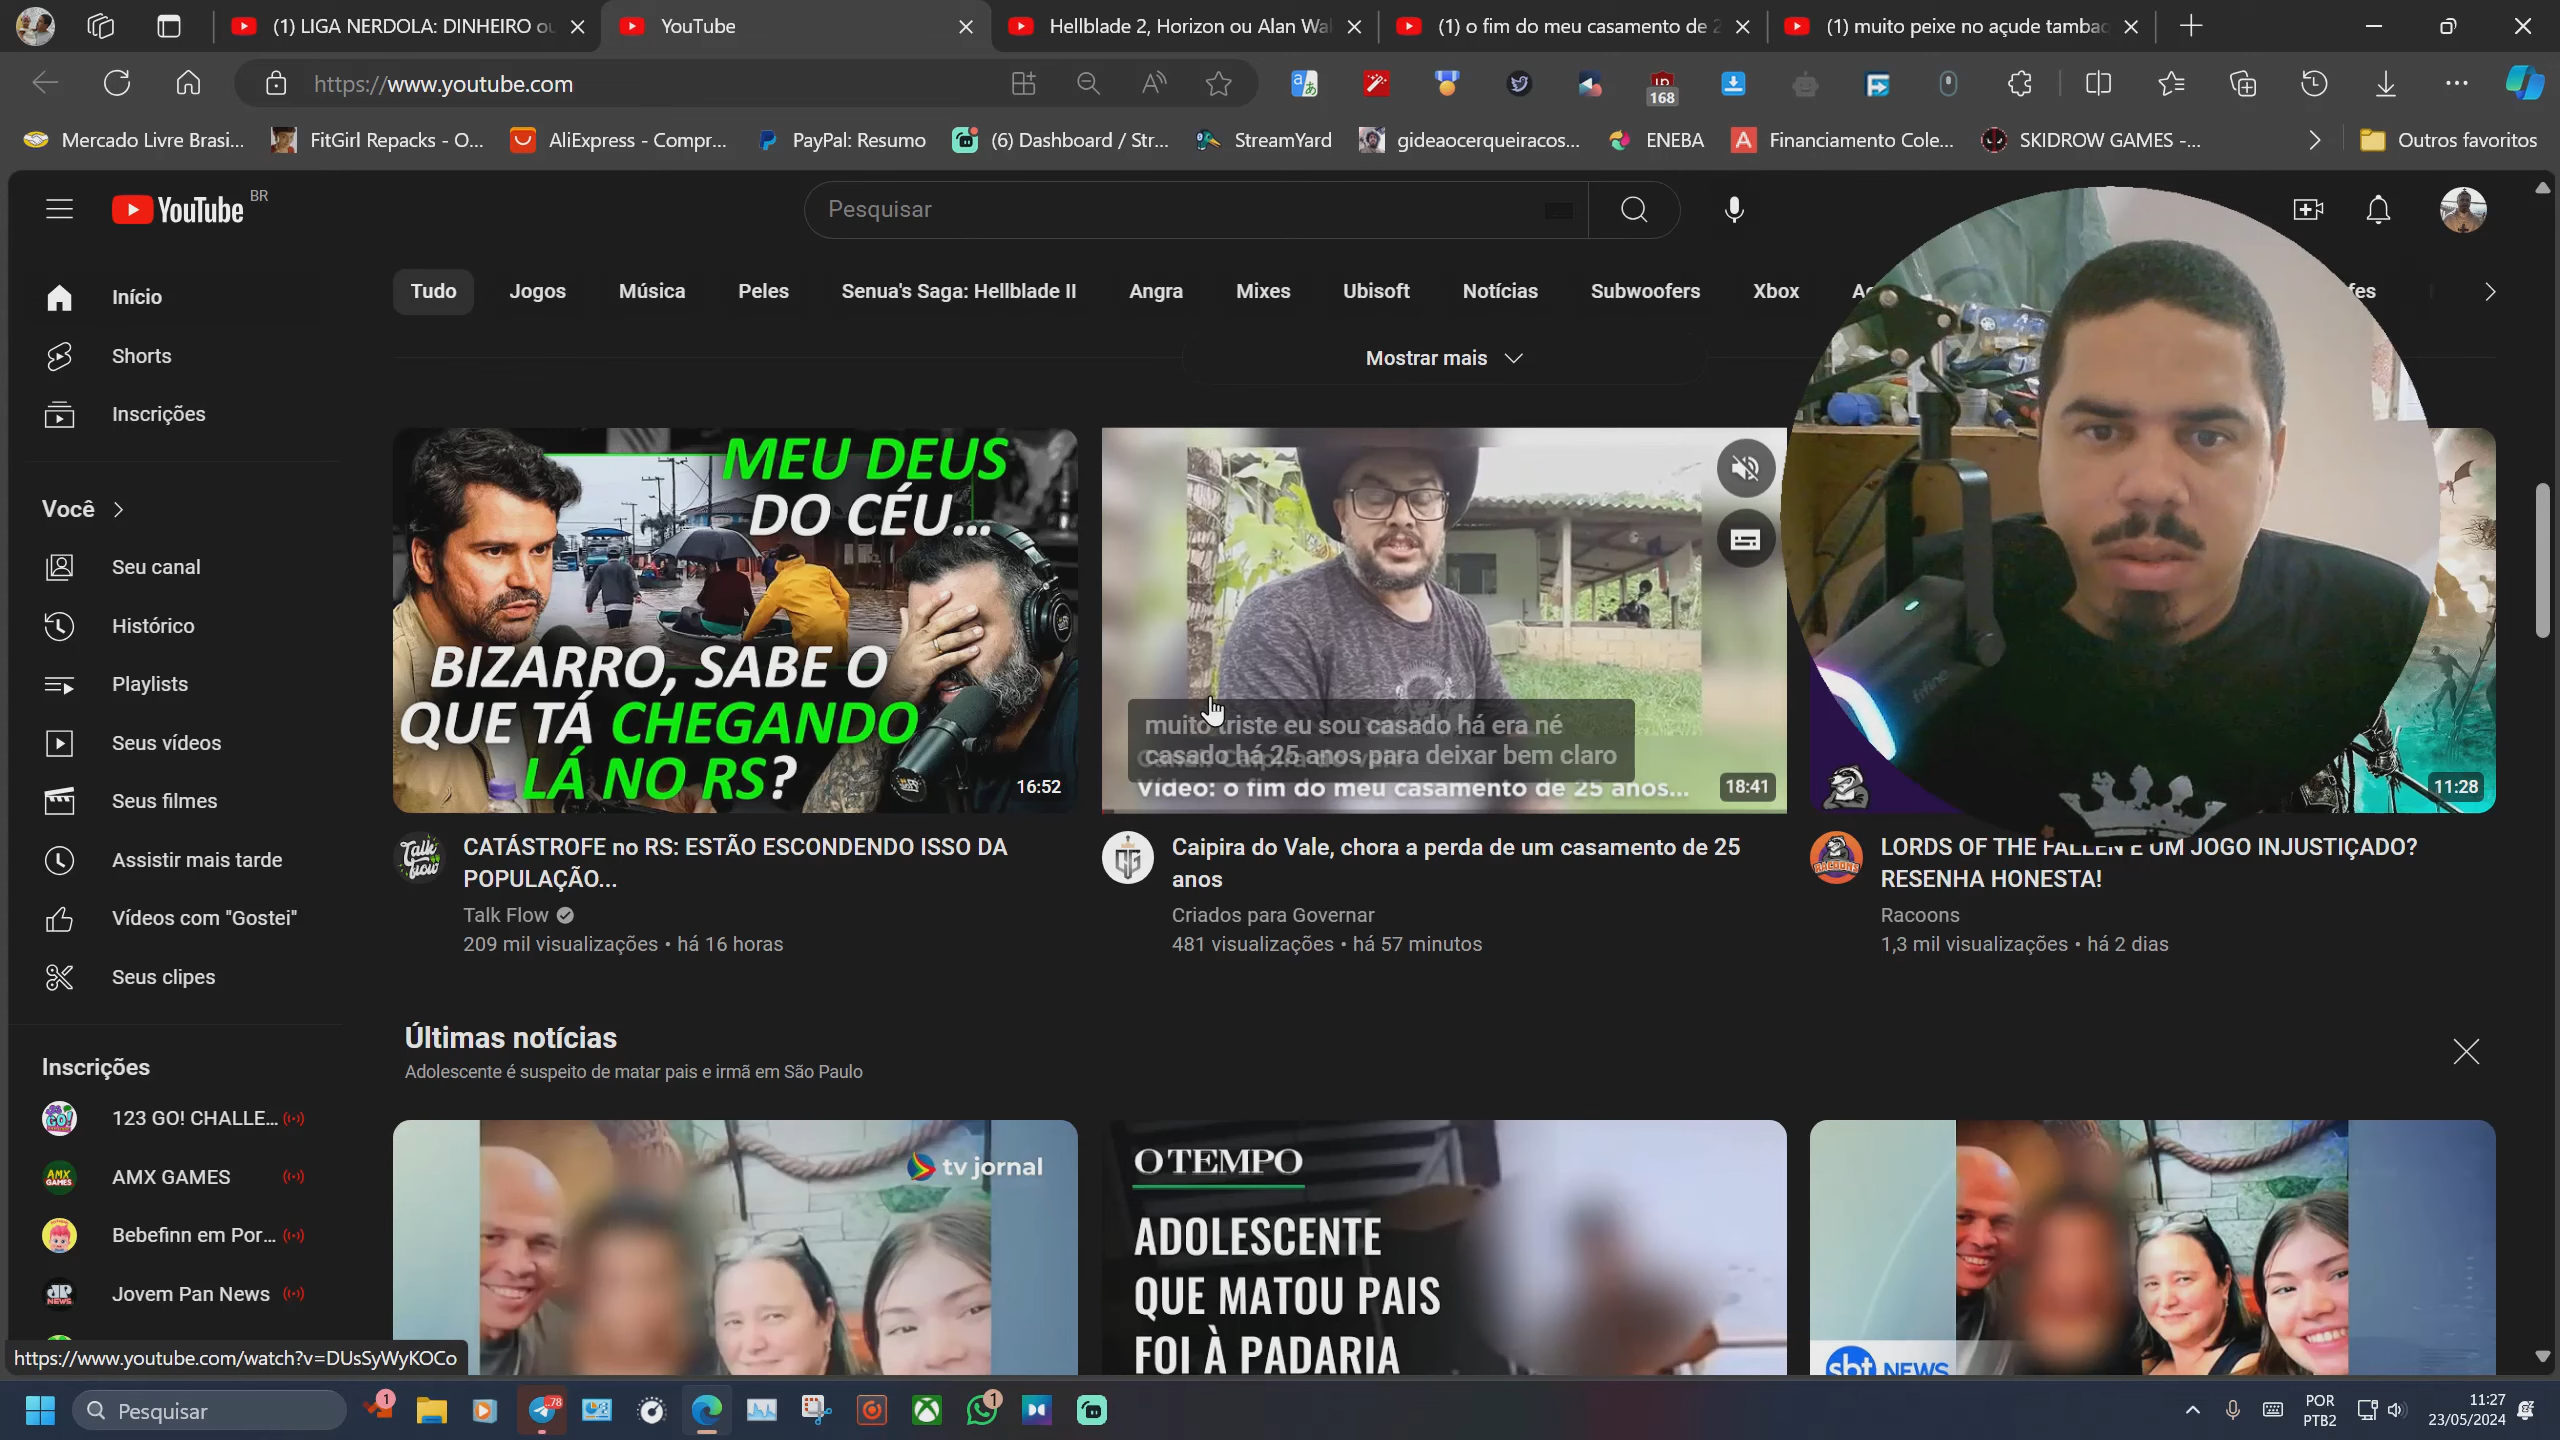 (1) LIGA NERDOLA: DINHEIRO ou
YouTube
Hellblade 2, Horizon ou Alan Wa
(1) o fim do meu casamento de 2
(1) muito peixe no açude tambac
https://www.youtube.com
168
Mercado Livre Brasi...
FitGirl Repacks - O...
AliExpress - Compr...
PayPal: Resumo
(6) Dashboard / Str...
StreamYard
gideaocerqueiracos...
ENEBA
Financiamento Cole...
SKIDROW GAMES -...
Outros favoritos
YouTube BR
Pesquisar
Tudo
Jogos
Música
Peles
Senua's Saga: Hellblade II
Angra
Mixes
Ubisoft
Notícias
Subwoofers
Xbox
Mostrar mais
Início
Shorts
Inscrições
Você
Seu canal
Histórico
Playlists
Seus vídeos
Seus filmes
Assistir mais tarde
Vídeos com "Gostei"
Seus clipes
Inscrições
123 GO! CHALLE...
AMX GAMES
Bebefinn em Por...
Jovem Pan News
MEU DEUS
DO CÉU...
BIZARRO, SABE O
QUE TÁ CHEGANDO
LÁ NO RS?
16:52
CATÁSTROFE no RS: ESTÃO ESCONDENDO ISSO DA
POPULAÇÃO...
Talk Flow
209 mil visualizações • há 16 horas
muito triste eu sou casado há era né
casado há 25 anos para deixar bem claro
Vídeo: o fim do meu casamento de 25 anos...
18:41
Caipira do Vale, chora a perda de um casamento de 25
anos
Criados para Governar
481 visualizações • há 57 minutos
fifine
11:28
LORDS OF THE FALLEN É UM JOGO INJUSTIÇADO?
RESENHA HONESTA!
Racoons
1,3 mil visualizações • há 2 dias
Últimas notícias
Adolescente é suspeito de matar pais e irmã em São Paulo
tv jornal
O TEMPO
ADOLESCENTE
QUE MATOU PAIS
FOI À PADARIA
sbt NEWS
https://www.youtube.com/watch?v=DUsSyWyKOCo
Pesquisar
POR
PTB2
11:27
23/05/2024